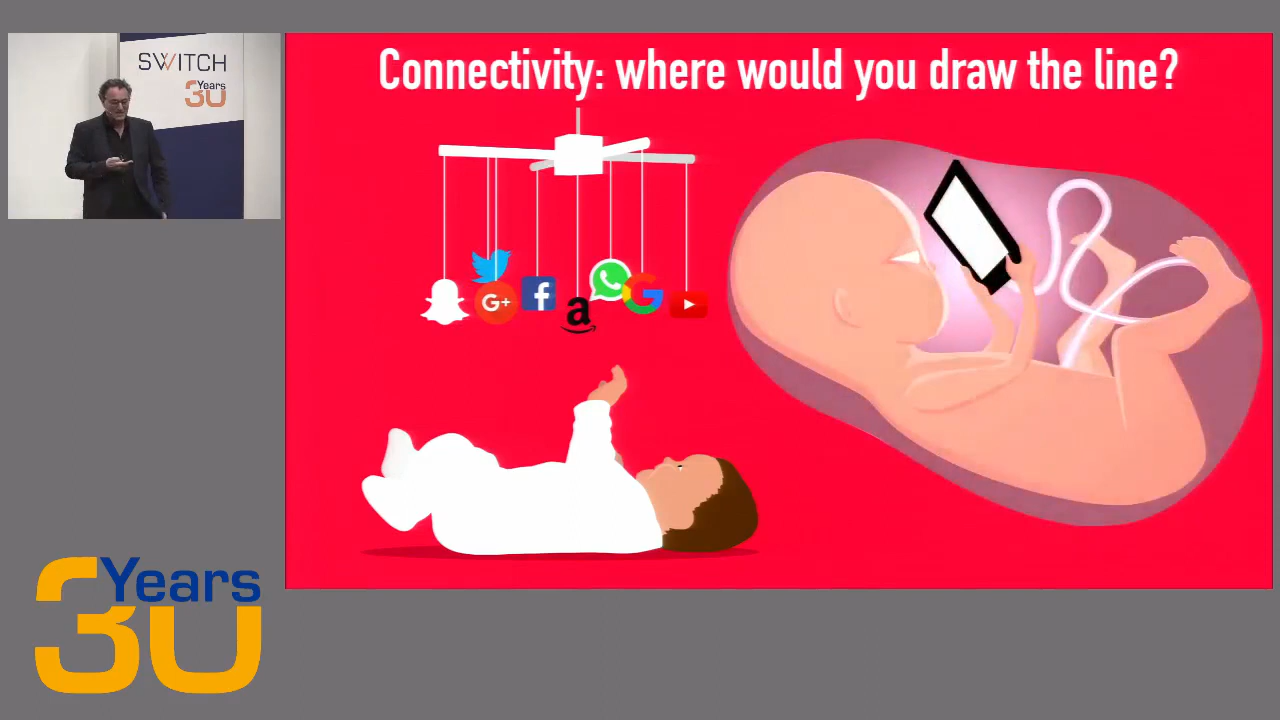 SWITCH
Years
30
Connectivity: where would you draw the line?
G+
f
a
G
Years
30